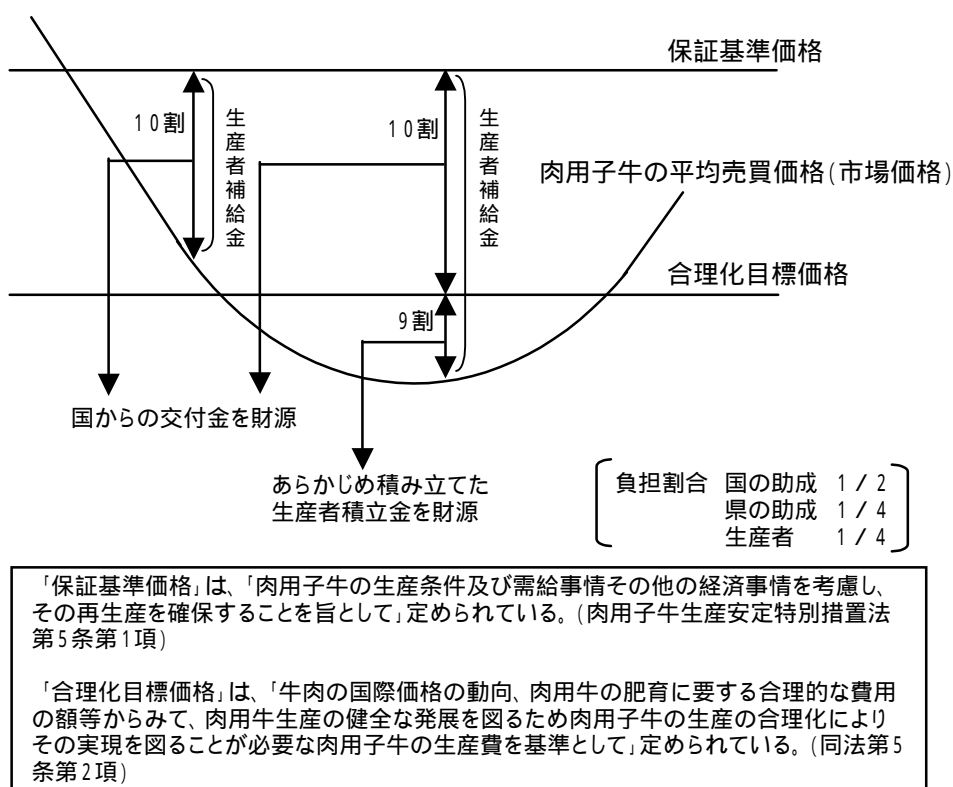 保証基準価格
10割
生産者補給金
10割
生産者補給金
肉用子牛の平均売買価格(市場価格)
合理化目標価格
9割
国からの交付金を財源
あらかじめ積み立てた
生産者積立金を財源
負担割合 国の助成 1/2
県の助成 1/4
生産者 1/4
「保証基準価格」は、「肉用子牛の生産条件及び需給事情その他の経済事情を考慮し、
その再生産を確保することを旨として」定められている。(肉用子牛生産安定特別措置法
第5条第1項)
「合理化目標価格」は、「牛肉の国際価格の動向、肉用牛の肥育に要する合理的な費用
の額等からみて、肉用牛生産の健全な発展を図るため肉用子牛の生産の合理化により
その実現を図ることが必要な肉用子牛の生産費を基準として」定められている。(同法第5
条第2項)